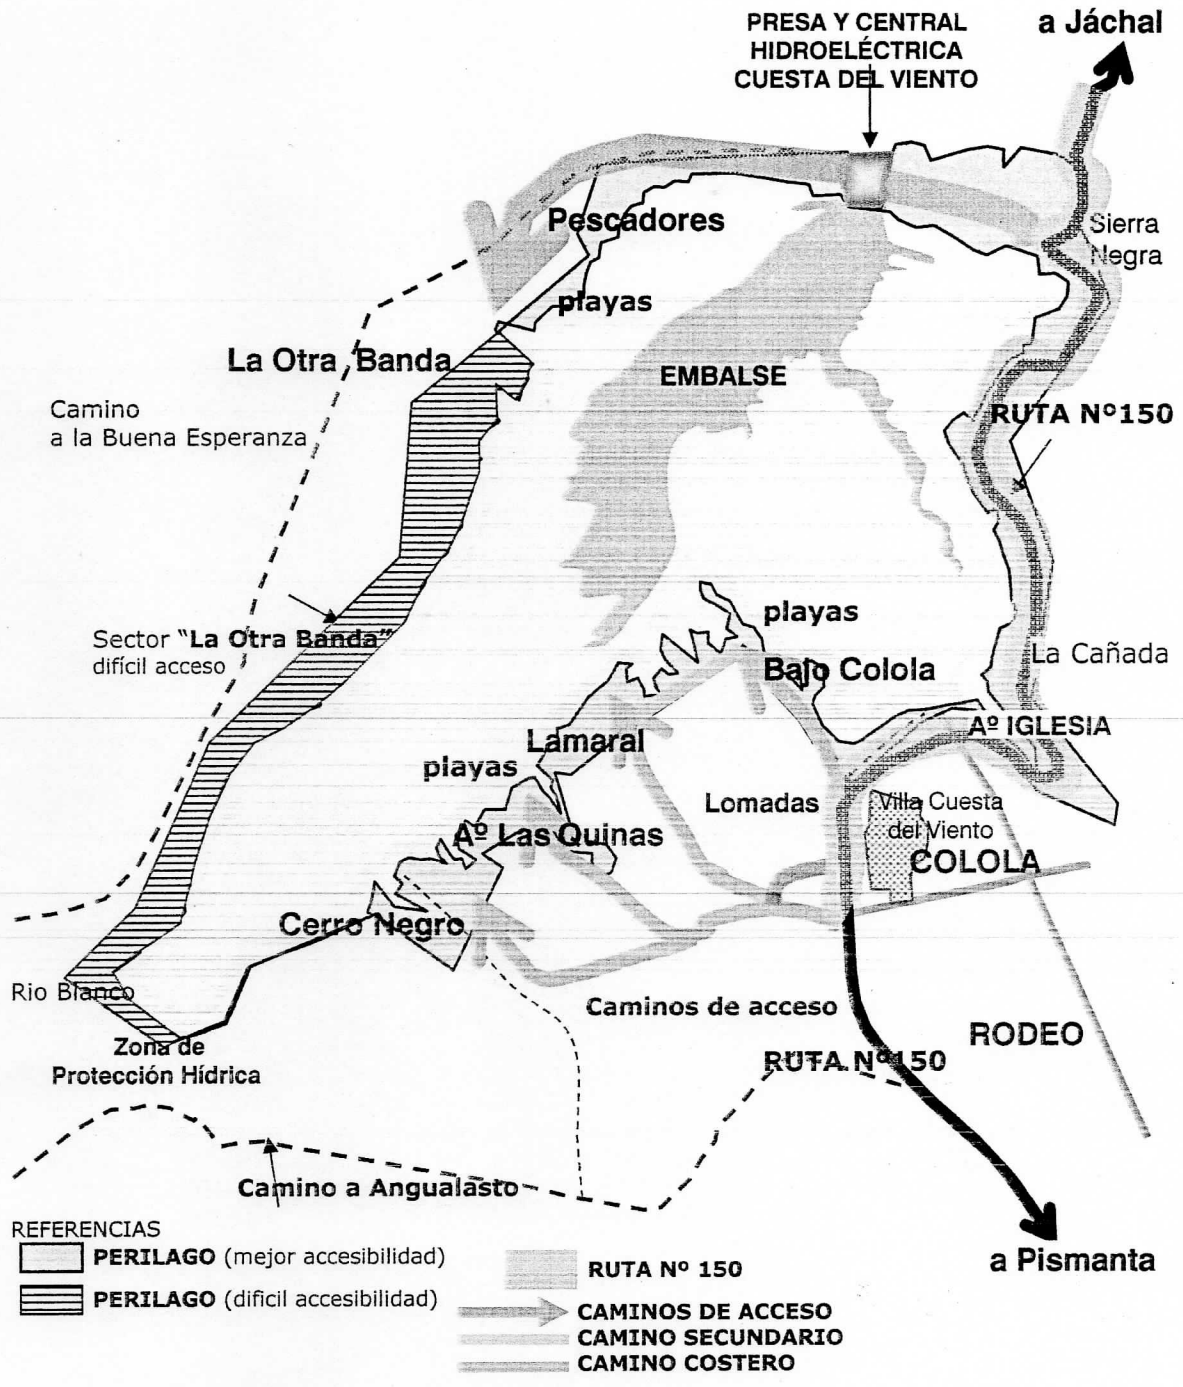 PRESA Y CENTRAL
HIDROELÉCTRICA
CUESTA DEL VIENTO
a Jáchal
Pescadores
Sierra
Negra
playas
La Otra Banda
EMBALSE
Camino
a la Buena Esperanza
RUTA Nº150
playas
Sector "La Otra Banda"
difícil acceso
Bajo Colola
La Cañada
Lamaral
Aº IGLESIA
playas
Lomadas
Villa Cuesta
del Viento
Aº Las Quinas
COLOLA
Cerro Negro
Rio Blanco
Caminos de acceso
RODEO
Zona de
Protección Hídrica
RUTA Nº150
Camino a Angualasto
a Pismanta
REFERENCIAS
PERILAGO (mejor accesibilidad)
PERILAGO (dificil accesibilidad)
RUTA Nº 150
CAMINOS DE ACCESO
CAMINO SECUNDARIO
CAMINO COSTERO